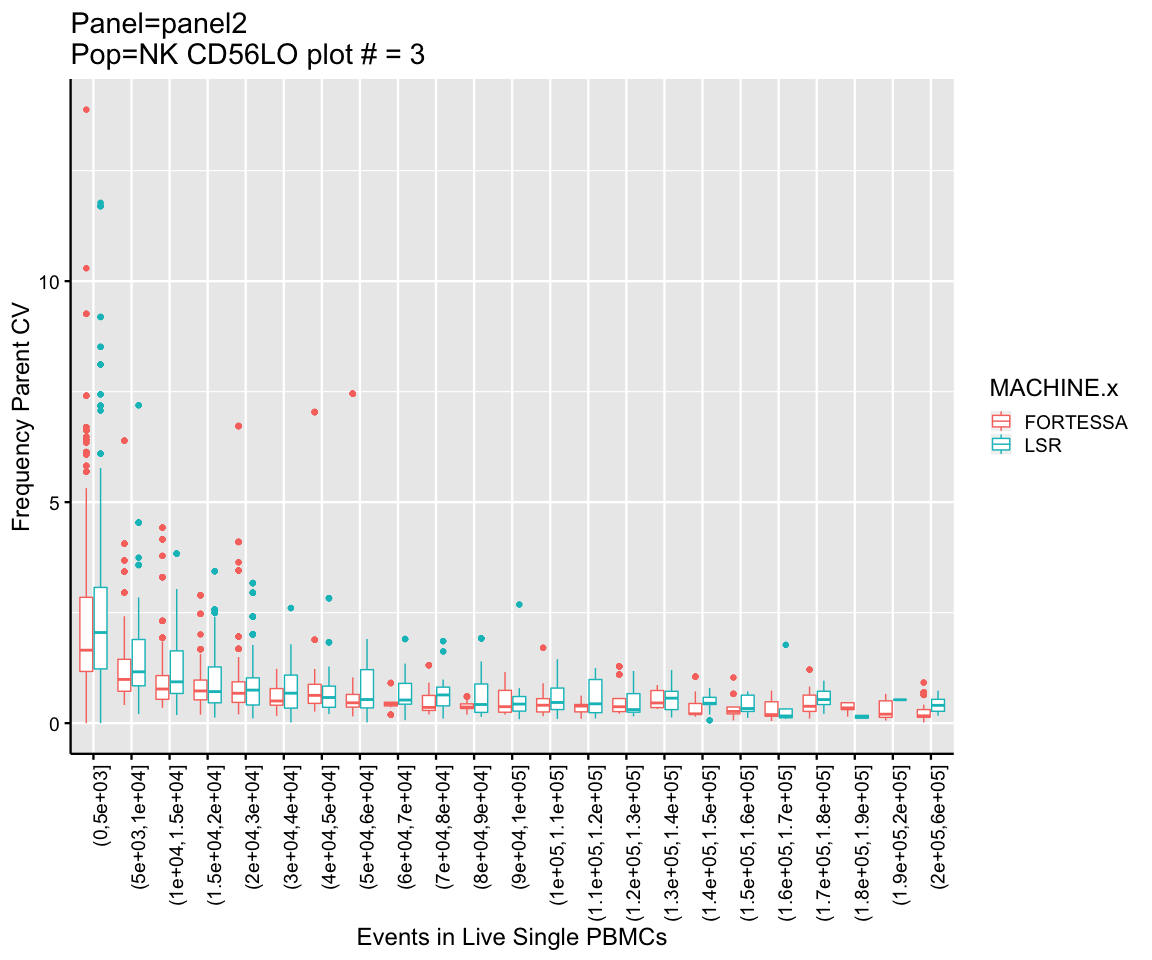 Panel=panel2
Pop=NK CD56LO plot # = 3
Frequency Parent CV
10
5
0
(0,5e+03]
(5e+03,1e+04]
(1e+04,1.5e+04]
(1.5e+04,2e+04]
(2e+04,3e+04]
(3e+04,4e+04]
(4e+04,5e+04]
(5e+04,6e+04]
(6e+04,7e+04]
(7e+04,8e+04]
(8e+04,9e+04]
(9e+04,1e+05]
(1e+05,1.1e+05]
(1.1e+05,1.2e+05]
(1.2e+05,1.3e+05]
(1.3e+05,1.4e+05]
(1.4e+05,1.5e+05]
(1.5e+05,1.6e+05]
(1.6e+05,1.7e+05]
(1.7e+05,1.8e+05]
(1.8e+05,1.9e+05]
(1.9e+05,2e+05]
(2e+05,6e+05]
Events in Live Single PBMCs
MACHINE.x
FORTESSA
LSR